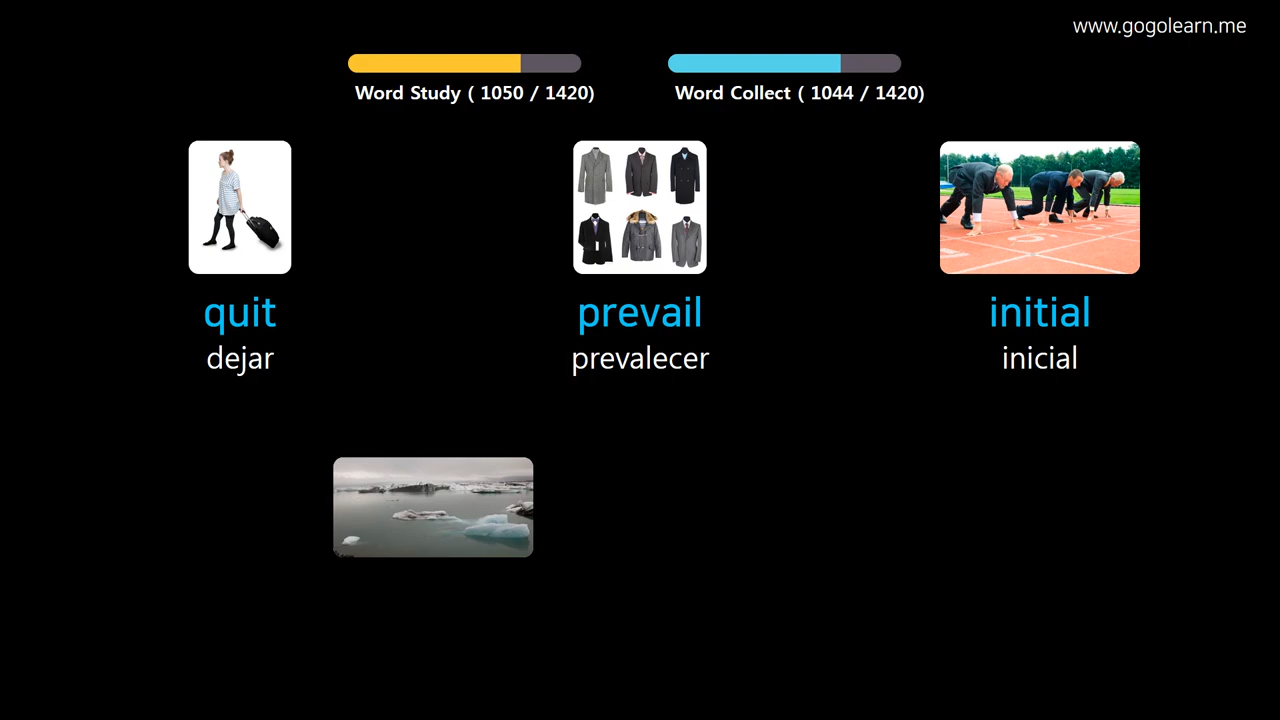 www.gogolearn.me
Word Study ( 1050 / 1420)
Word Collect ( 1044 / 1420)
quit
prevail
initial
dejar
prevalecer
inicial